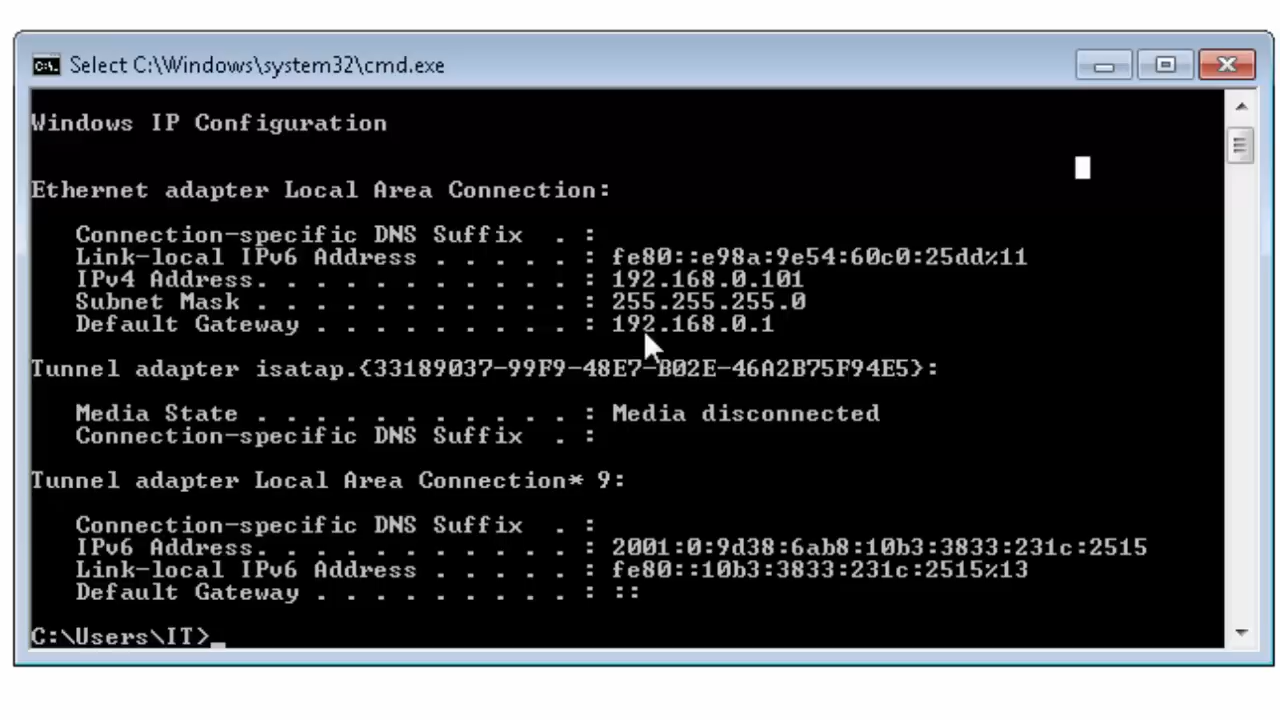 Select C:\Windows\system32\cmd.exe
Windows IP Configuration
Ethernet adapter Local Area Connection:
   Connection-specific DNS Suffix  . :
   Link-local IPv6 Address . . . . . : fe80::e98a:9e54:60c0:25dd%11
   IPv4 Address. . . . . . . . . . . : 192.168.0.101
   Subnet Mask . . . . . . . . . . . : 255.255.255.0
   Default Gateway . . . . . . . . . : 192.168.0.1
Tunnel adapter isatap.{33189037-99F9-48E7-B02E-46A2B75F94E5}:
   Media State . . . . . . . . . . . : Media disconnected
   Connection-specific DNS Suffix  . :
Tunnel adapter Local Area Connection* 9:
   Connection-specific DNS Suffix  . :
   IPv6 Address. . . . . . . . . . . : 2001:0:9d38:6ab8:10b3:3833:231c:2515
   Link-local IPv6 Address . . . . . : fe80::10b3:3833:231c:2515%13
   Default Gateway . . . . . . . . . : ::
C:\Users\IT>_